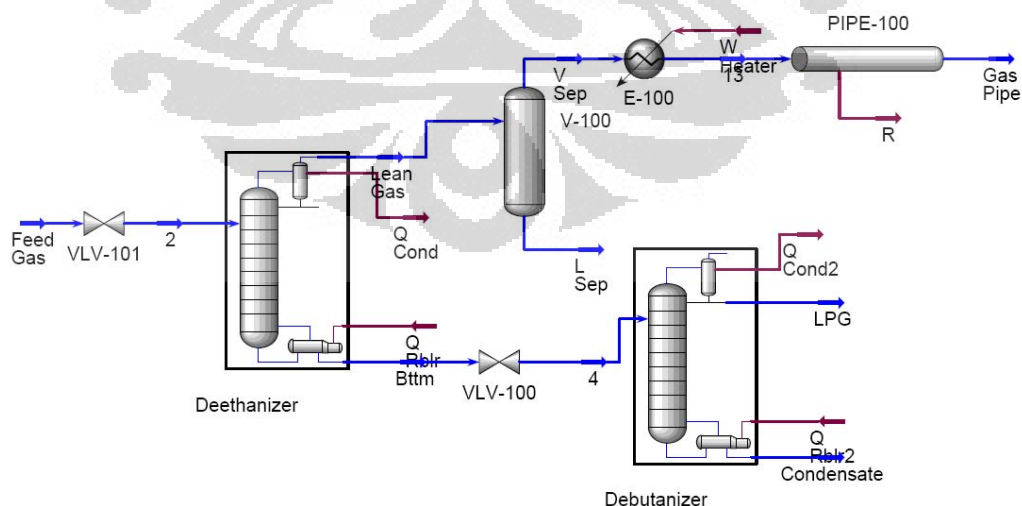 PIPE-100
W
Heater
13
V
Sep
E-100
Gas
Pipe
V-100
R
Lean
Gas
Feed
Gas
VLV-101
2
Q
Cond
L
Sep
Q
Cond2
LPG
Q
Rblr
Bttm
VLV-100
4
Deethanizer
Q
Rblr2
Condensate
Debutanizer